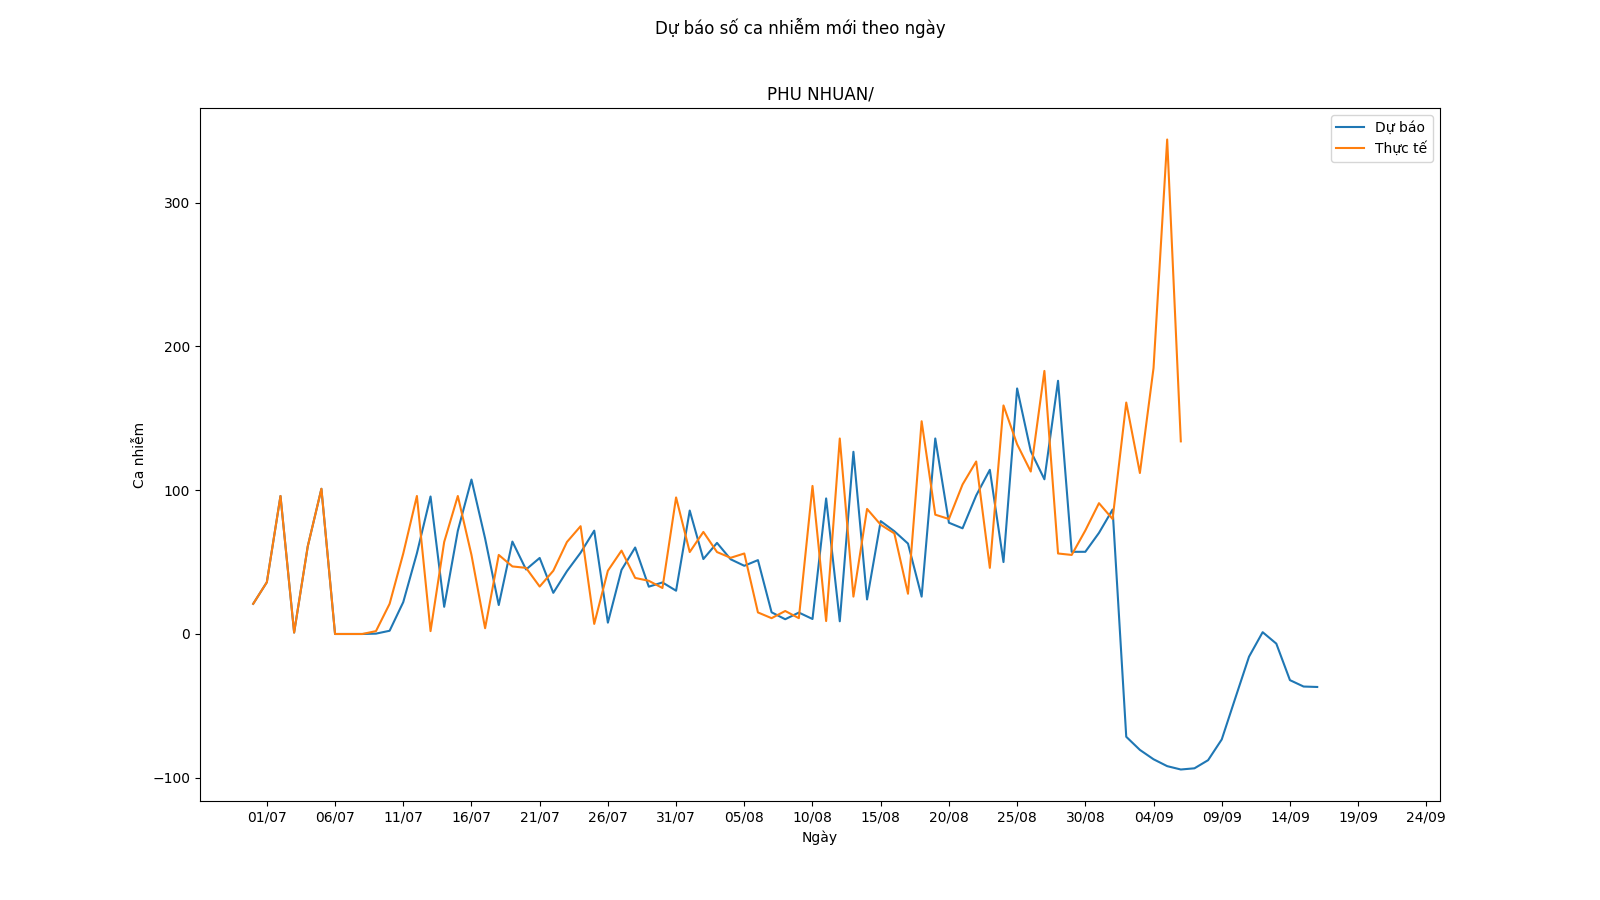 Dự báo số ca nhiễm mới theo ngày
PHU NHUAN/
Dự báo
Thực tế
300
200
100
0
−100
Ca nhiễm
01/07 06/07 11/07 16/07 21/07 26/07 31/07 05/08 10/08 15/08 20/08 25/08 30/08 04/09 09/09 14/09 19/09 24/09
Ngày